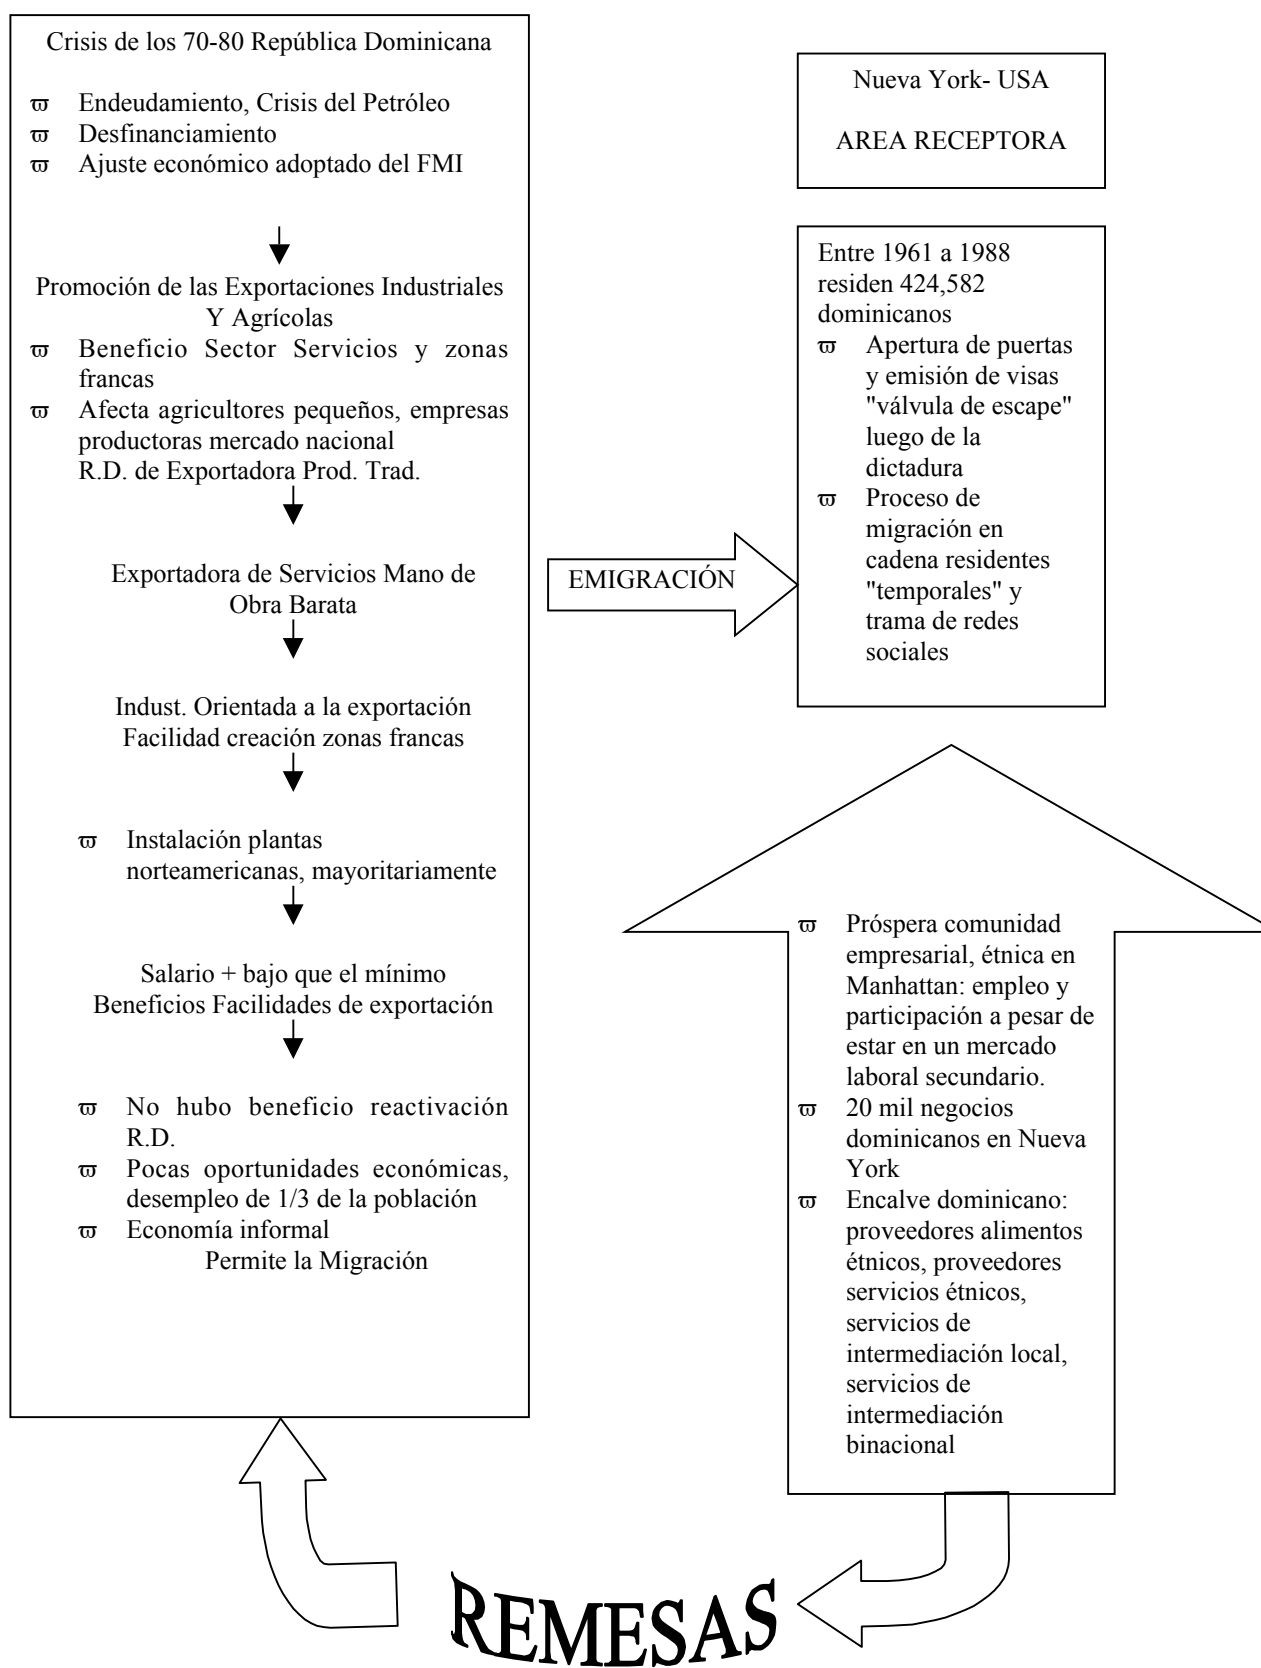 Crisis de los 70-80 República Dominicana
ϖ Endeudamiento, Crisis del Petróleo
ϖ Desfinanciamiento
ϖ Ajuste económico adoptado del FMI
Promoción de las Exportaciones Industriales
Y Agrícolas
ϖ Beneficio Sector Servicios y zonas
francas
ϖ Afecta agricultores pequeños, empresas
productoras mercado nacional
R.D. de Exportadora Prod. Trad.
Exportadora de Servicios Mano de
Obra Barata
Indust. Orientada a la exportación
Facilidad creación zonas francas
ϖ Instalación plantas
norteamericanas, mayoritariamente
Salario + bajo que el mínimo
Beneficios Facilidades de exportación
ϖ No hubo beneficio reactivación
R.D.
ϖ Pocas oportunidades económicas,
desempleo de 1/3 de la población
ϖ Economía informal
Permite la Migración
EMIGRACIÓN
Nueva York- USA
AREA RECEPTORA
Entre 1961 a 1988
residen 424,582
dominicanos
ϖ Apertura de puertas
y emisión de visas
"válvula de escape"
luego de la
dictadura
ϖ Proceso de
migración en
cadena residentes
"temporales" y
trama de redes
sociales
ϖ Próspera comunidad
empresarial, étnica en
Manhattan: empleo y
participación a pesar de
estar en un mercado
laboral secundario.
ϖ 20 mil negocios
dominicanos en Nueva
York
ϖ Encalve dominicano:
proveedores alimentos
étnicos, proveedores
servicios étnicos,
servicios de
intermediación local,
servicios de
intermediación
binacional
REMESAS